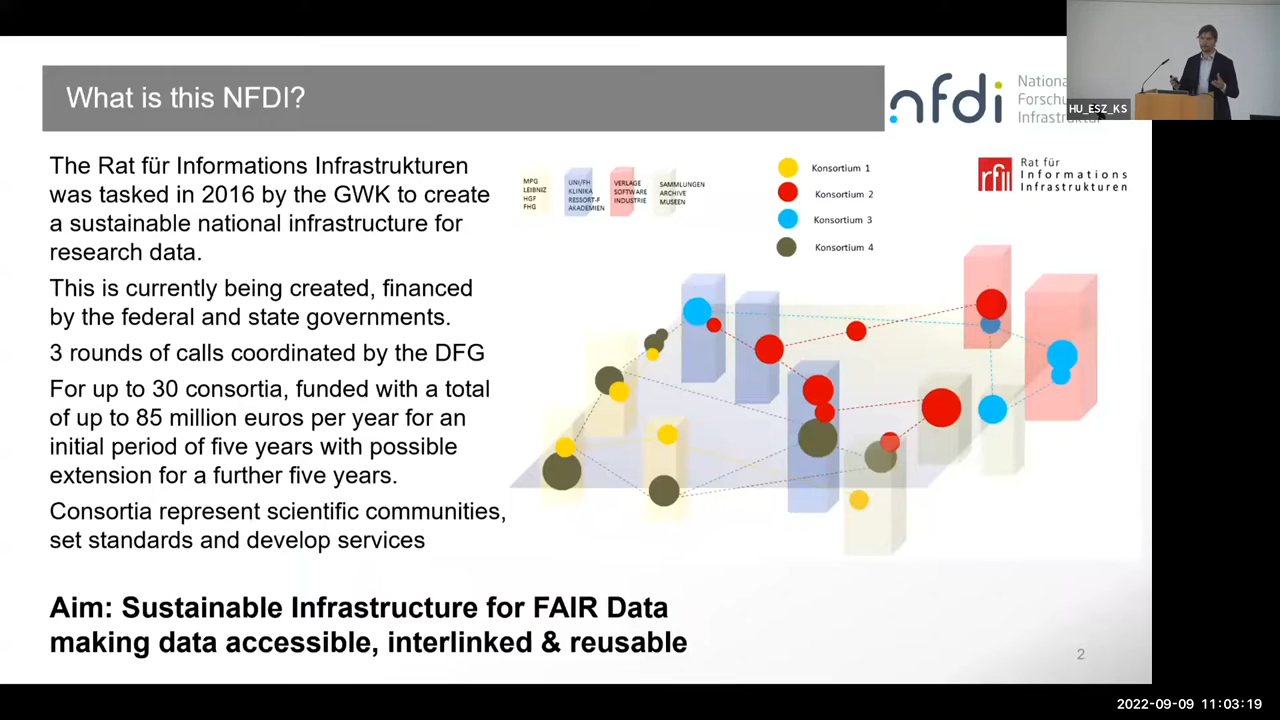 What is this NFDI?
nfdi
Nationa
Forschu
Infrastruktur
HU_ESZ_KS
The Rat für Informations Infrastrukturen
was tasked in 2016 by the GWK to create
a sustainable national infrastructure for
research data.
This is currently being created, financed
by the federal and state governments.
3 rounds of calls coordinated by the DFG
For up to 30 consortia, funded with a total
of up to 85 million euros per year for an
initial period of five years with possible
extension for a further five years.
Consortia represent scientific communities,
set standards and develop services
MPG
LEIBNIZ
HGF
FHG
UNI/FH
KLINIKA
RESSORT-F
AKADEMIEN
VERLAGE
SOFTWARE
INDUSTRIE
SAMMLUNGEN
ARCHIVE
MUSEEN
Konsortium 1
Konsortium 2
Konsortium 3
Konsortium 4
rfii
Rat für
Informations
Infrastrukturen
Aim: Sustainable Infrastructure for FAIR Data
making data accessible, interlinked & reusable
2
2022-09-09 11:03:19